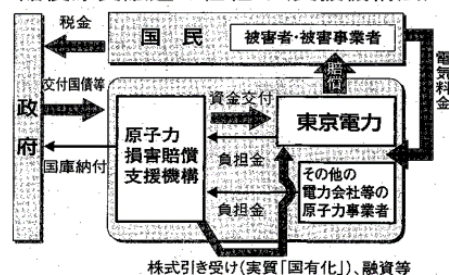 税金
国民
被害者・被害事業者
賠償
電気料金
政府
交付国債等
国庫納付
原子力
損害賠償
支援機構
資金交付
東京電力
負担金
負担金
その他の
電力会社等の
原子力事業者
株式引き受け(実質「国有化」)、融資等